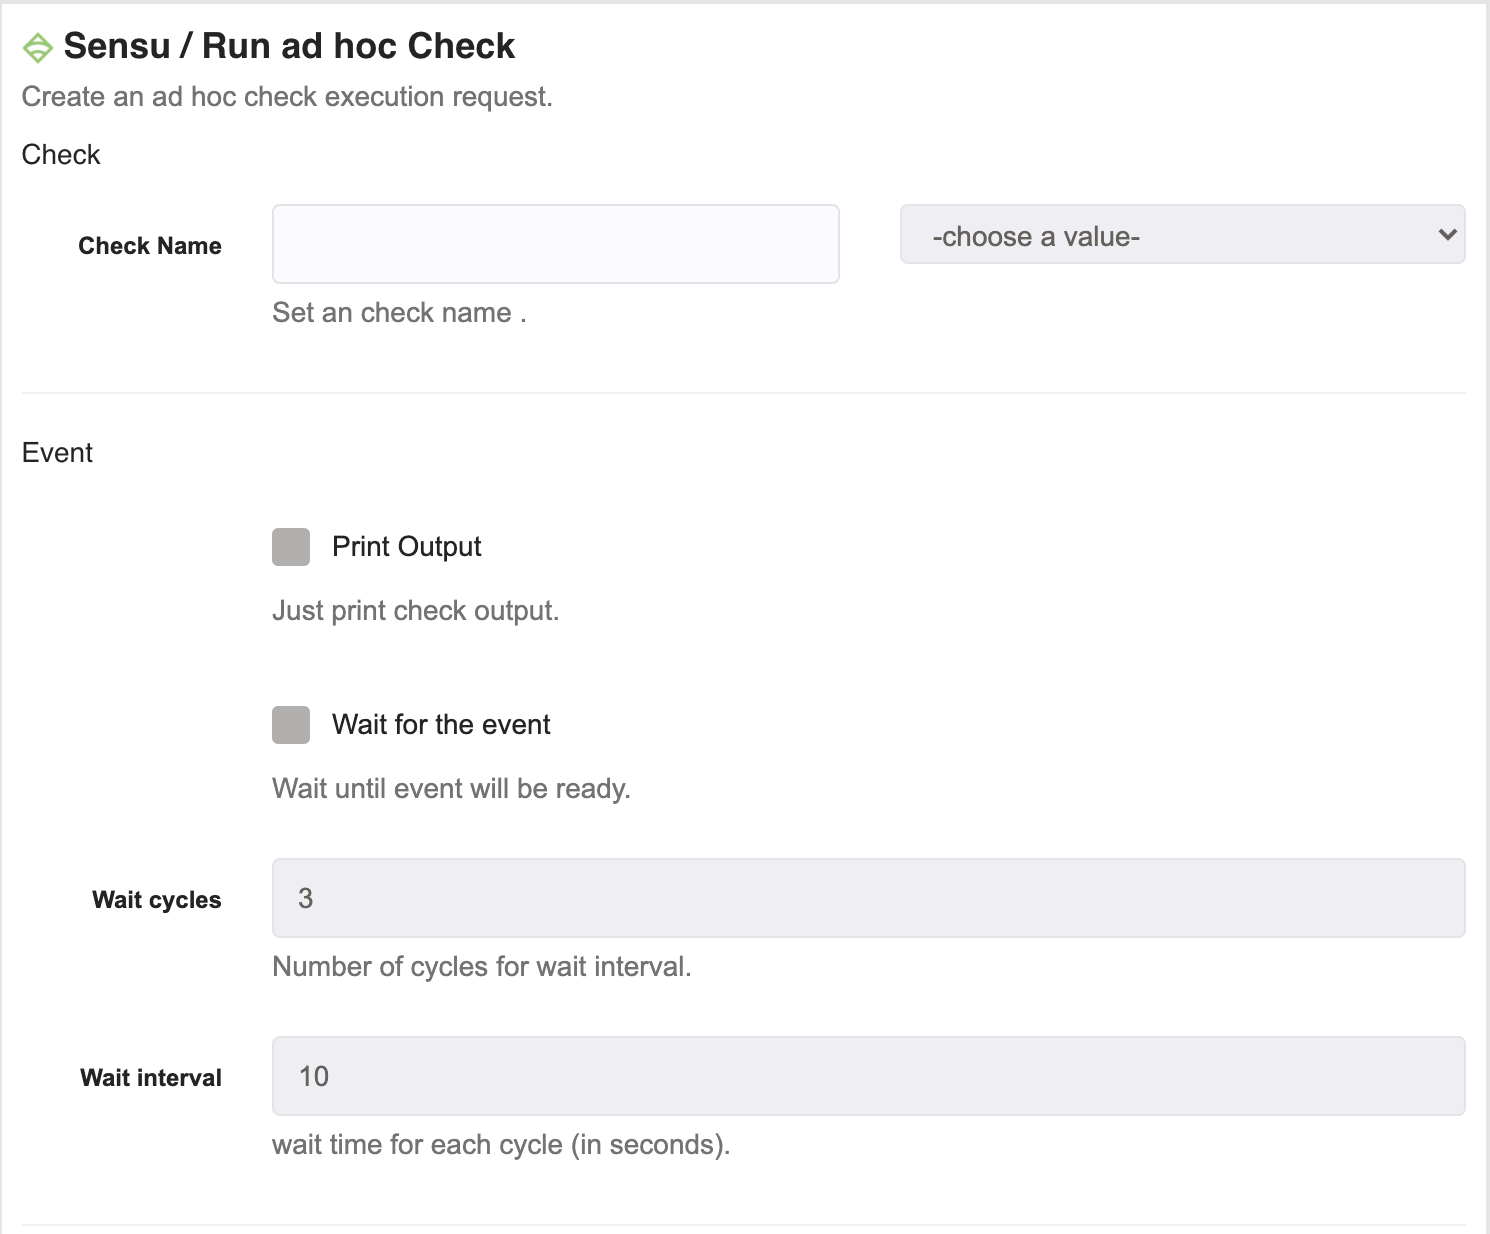 Sensu / Run ad hoc Check
Create an ad hoc check execution request.
Check
Check Name
-choose a value-
Set an check name .
Event
Print Output
Just print check output.
Wait for the event
Wait until event will be ready.
Wait cycles
3
Number of cycles for wait interval.
Wait interval
10
wait time for each cycle (in seconds).